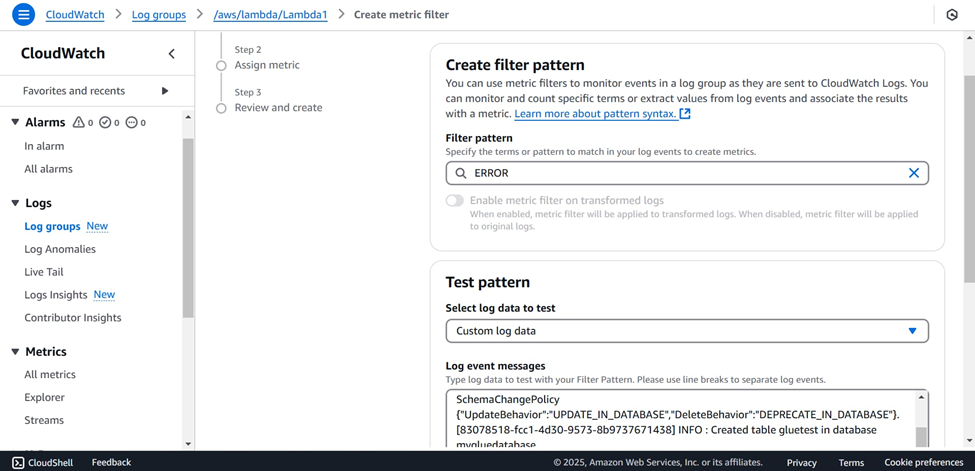 CloudWatch > Log groups > /aws/lambda/Lambda1 > Create metric filter
CloudWatch
Favorites and recents
Alarms 0 0 0
In alarm
All alarms
Logs
Log groups New
Log Anomalies
Live Tail
Logs Insights New
Contributor Insights
Metrics
All metrics
Explorer
Streams
Step 2
Assign metric
Step 3
Review and create
Create filter pattern
You can use metric filters to monitor events in a log group as they are sent to CloudWatch Logs. You
can monitor and count specific terms or extract values from log events and associate the results
with a metric. Learn more about pattern syntax.
Filter pattern
Specify the terms or pattern to match in your log events to create metrics.
ERROR
Enable metric filter on transformed logs
When enabled, metric filter will be applied to transformed logs. When disabled, metric filter will be applied
to original logs.
Test pattern
Select log data to test
Custom log data
Log event messages
Type log data to test with your Filter Pattern. Please use line breaks to separate log events.
SchemaChangePolicy
{"UpdateBehavior":"UPDATE_IN_DATABASE","DeleteBehavior":"DEPRECATE_IN_DATABASE"}.
[83078518-fcc1-4d30-9573-8b9737671438] INFO : Created table gluetest in database
mygluedatabase
CloudShell Feedback © 2025, Amazon Web Services, Inc. or its affiliates. Privacy Terms Cookie preferences